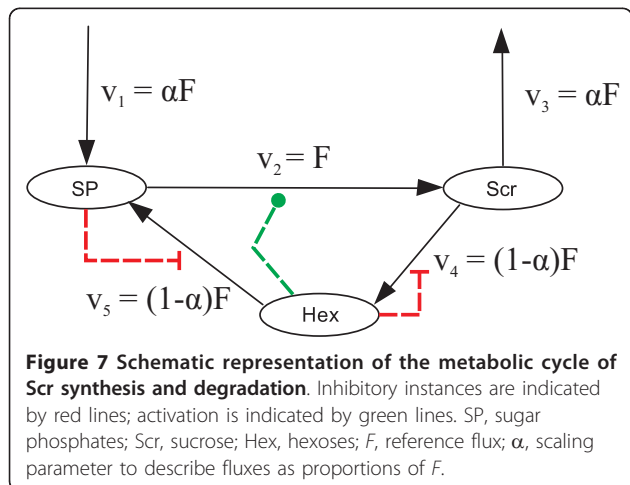 v₁ = αF
v₃ = αF
v₂ = F
SP
Scr
v₄ = (1-α)F
v₅ = (1-α)F
Hex
Figure 7 Schematic representation of the metabolic cycle of
Scr synthesis and degradation. Inhibitory instances are indicated
by red lines; activation is indicated by green lines. SP, sugar
phosphates; Scr, sucrose; Hex, hexoses; F, reference flux; α, scaling
parameter to describe fluxes as proportions of F.